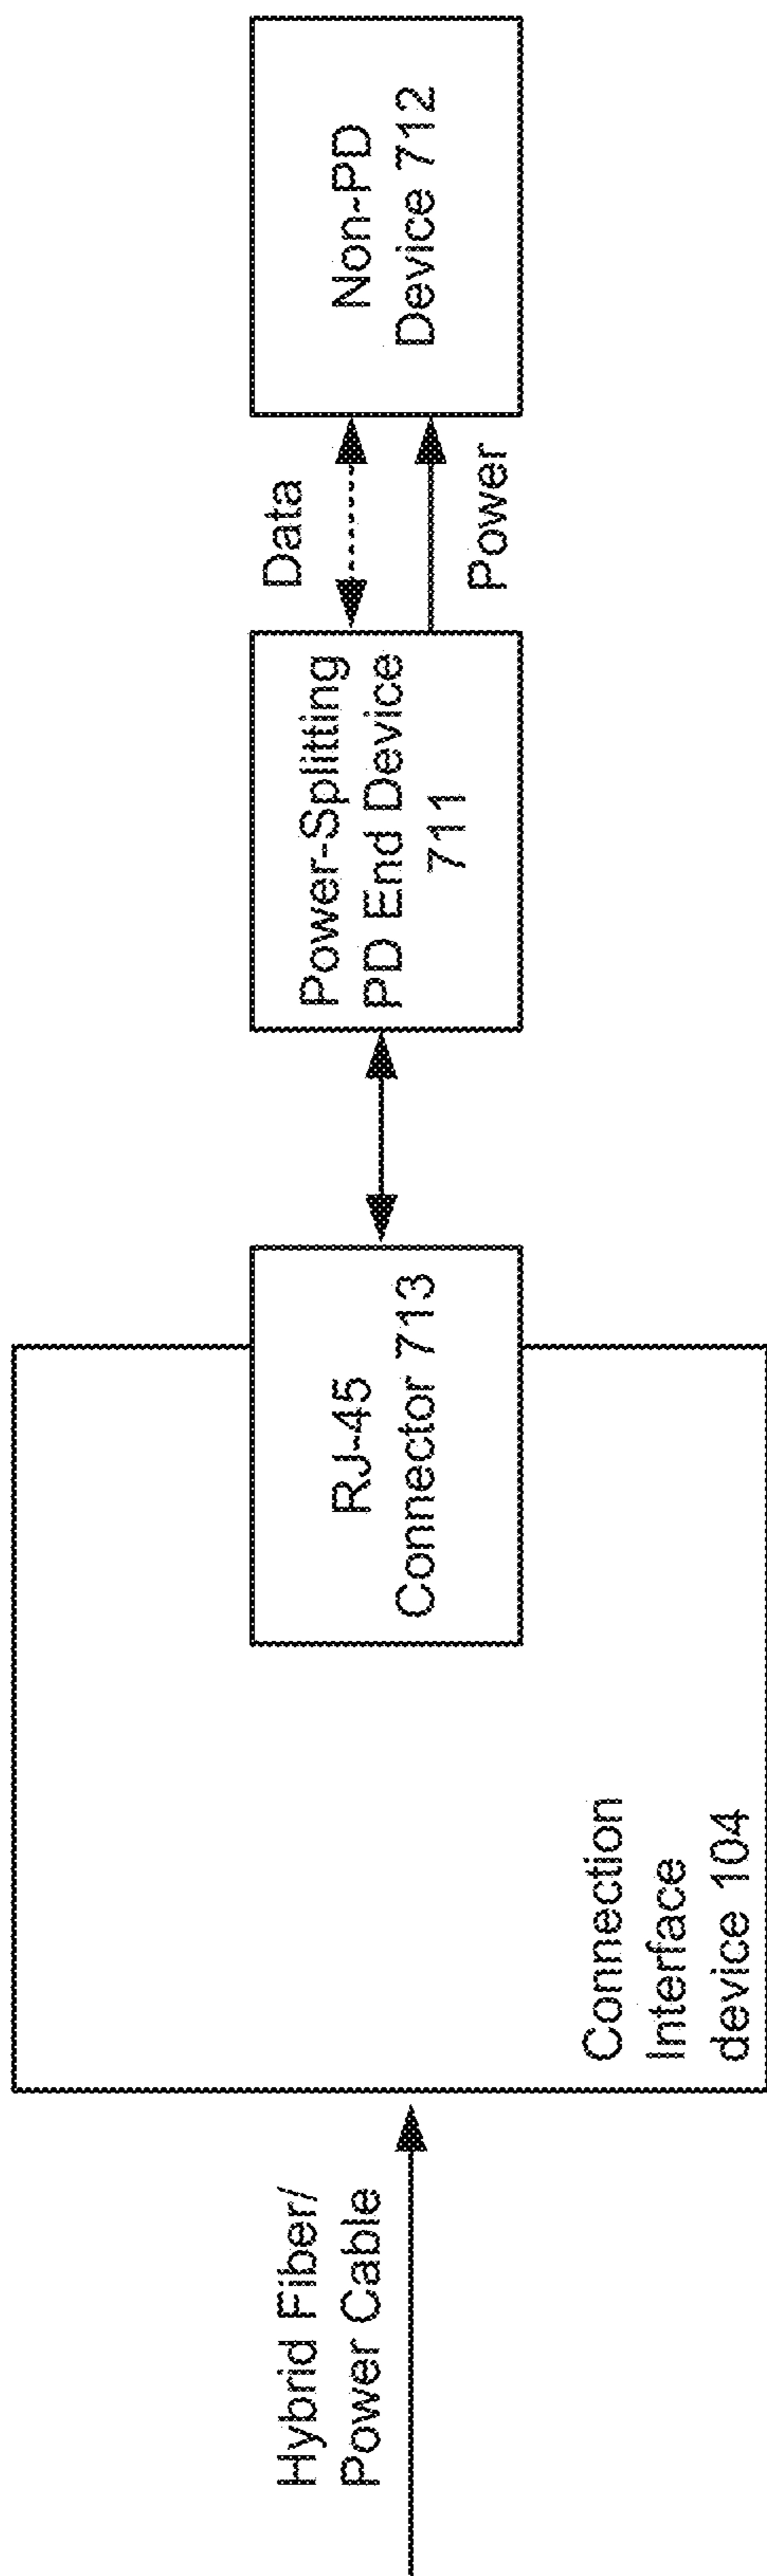 Hybrid Fiber/
Power Cable
Connection
Interface
device 104
RJ-45
Connector 713
Power-Splitting
PD End Device
711
Data
Power
Non-PD
Device 712